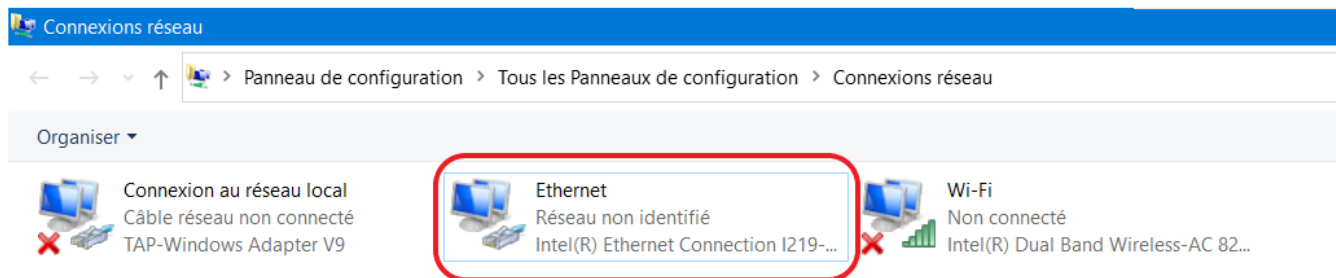 Connexions réseau
Panneau de configuration > Tous les Panneaux de configuration > Connexions réseau
Organiser
Connexion au réseau local
Câble réseau non connecté
TAP-Windows Adapter V9
Ethernet
Réseau non identifié
Intel(R) Ethernet Connection I219-...
Wi-Fi
Non connecté
Intel(R) Dual Band Wireless-AC 82...